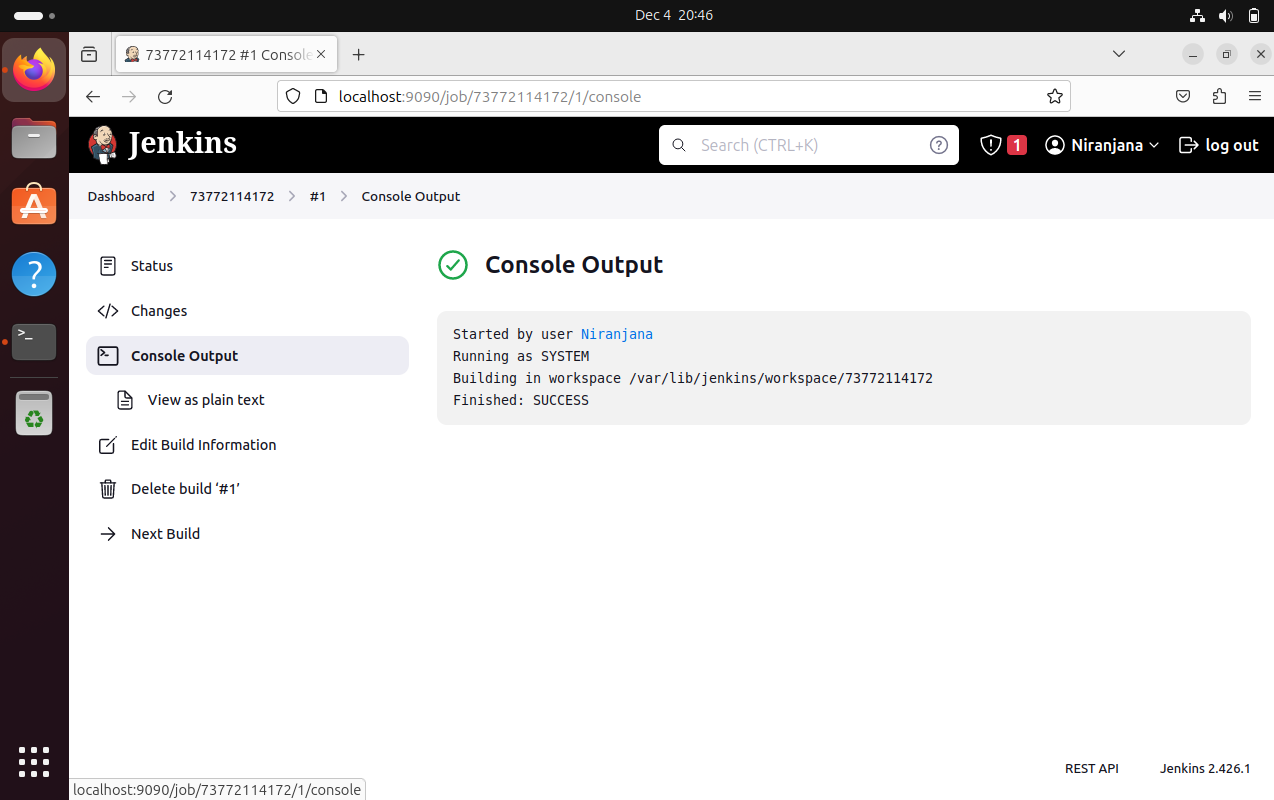 Dec 4 20:46
73772114172 #1 Console
localhost:9090/job/73772114172/1/console
Jenkins
Search (CTRL+K)
?
1
Niranjana
log out
Dashboard
73772114172
#1
Console Output
Status
Changes
Console Output
View as plain text
Edit Build Information
Delete build ‘#1’
Next Build
Console Output
Started by user Niranjana
Running as SYSTEM
Building in workspace /var/lib/jenkins/workspace/73772114172
Finished: SUCCESS
REST API
Jenkins 2.426.1
localhost:9090/job/73772114172/1/console